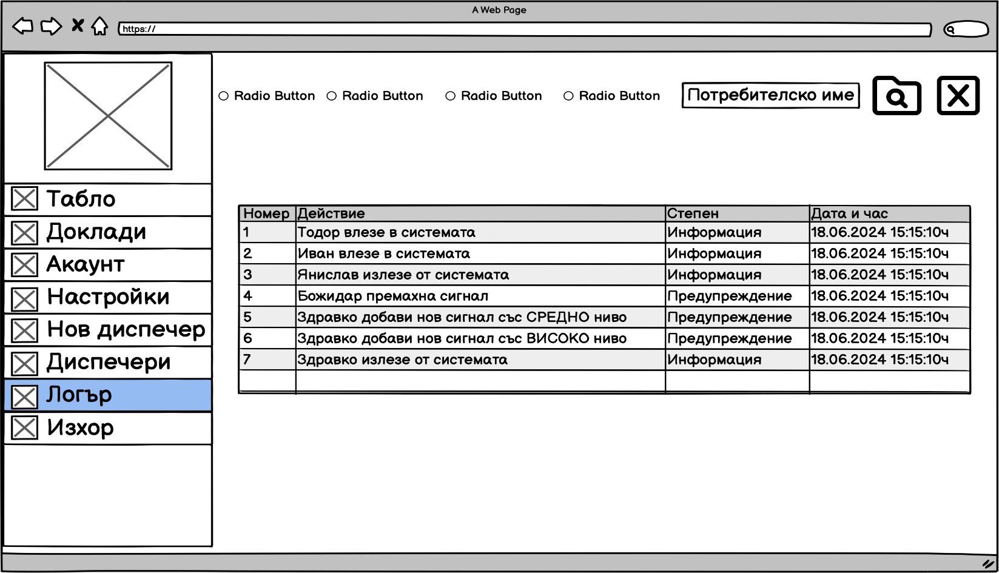 A Web Page
https://
Radio Button Radio Button Radio Button Radio Button Потребителско име
Табло
Доклади
Акаунт
Настройки
Нов диспечер
Диспечери
Логър
Изхор
Номер Действие Степен Дата и час
1 Тодор влезе в системата Информация 18.06.2024 15:15:10ч
2 Иван влезе в системата Информация 18.06.2024 15:15:10ч
3 Янислав излезе от системата Информация 18.06.2024 15:15:10ч
4 Божидар премахна сигнал Предупреждение 18.06.2024 15:15:10ч
5 Здравко добави нов сигнал със СРЕДНО ниво Предупреждение 18.06.2024 15:15:10ч
6 Здравко добави нов сигнал със ВИСОКО ниво Предупреждение 18.06.2024 15:15:10ч
7 Здравко излезе от системата Информация 18.06.2024 15:15:10ч